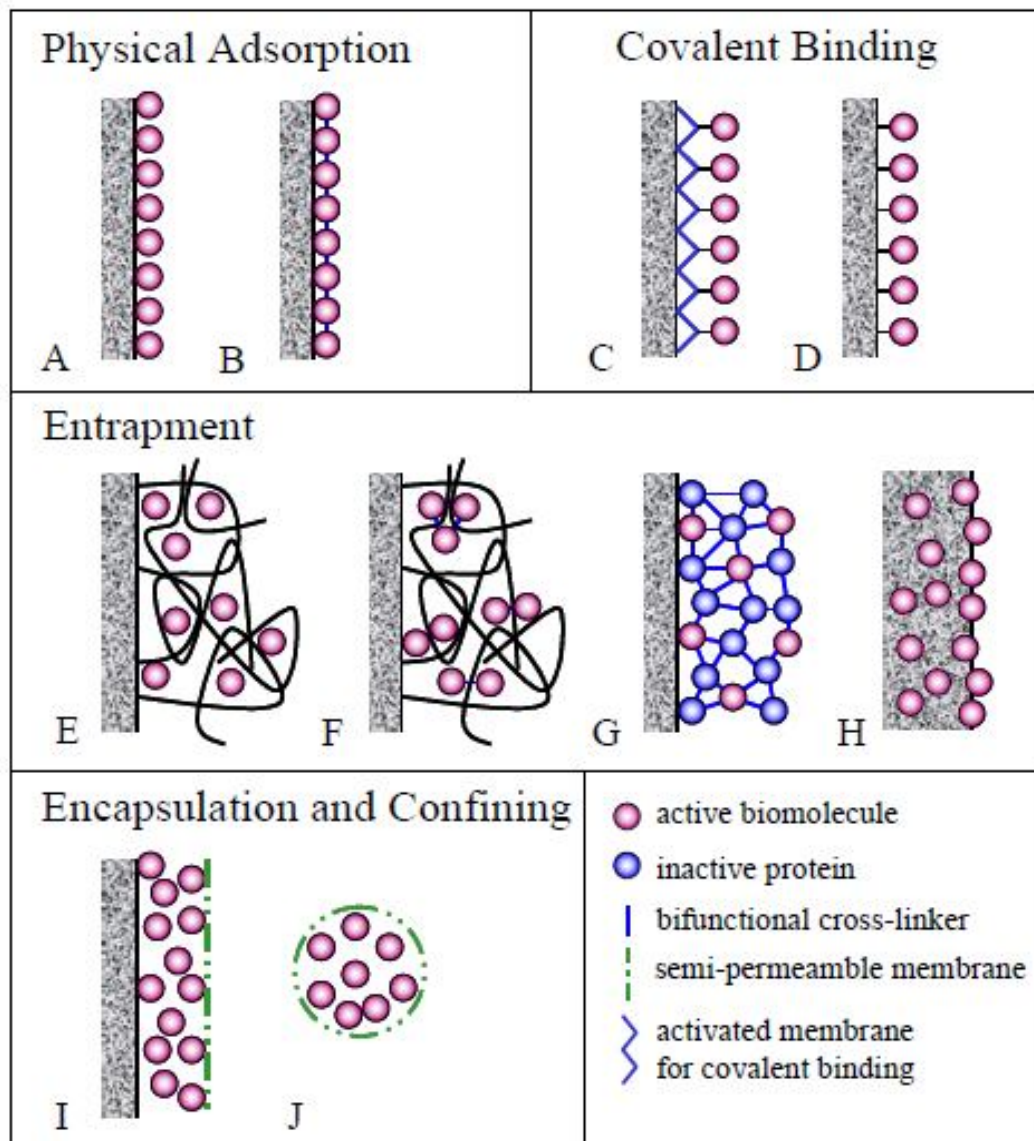 Physical Adsorption
Covalent Binding
A
B
C
D
Entrapment
E
F
G
H
Encapsulation and Confining
I
J
active biomolecule
inactive protein
bifunctional cross-linker
semi-permeamble membrane
activated membrane
for covalent binding